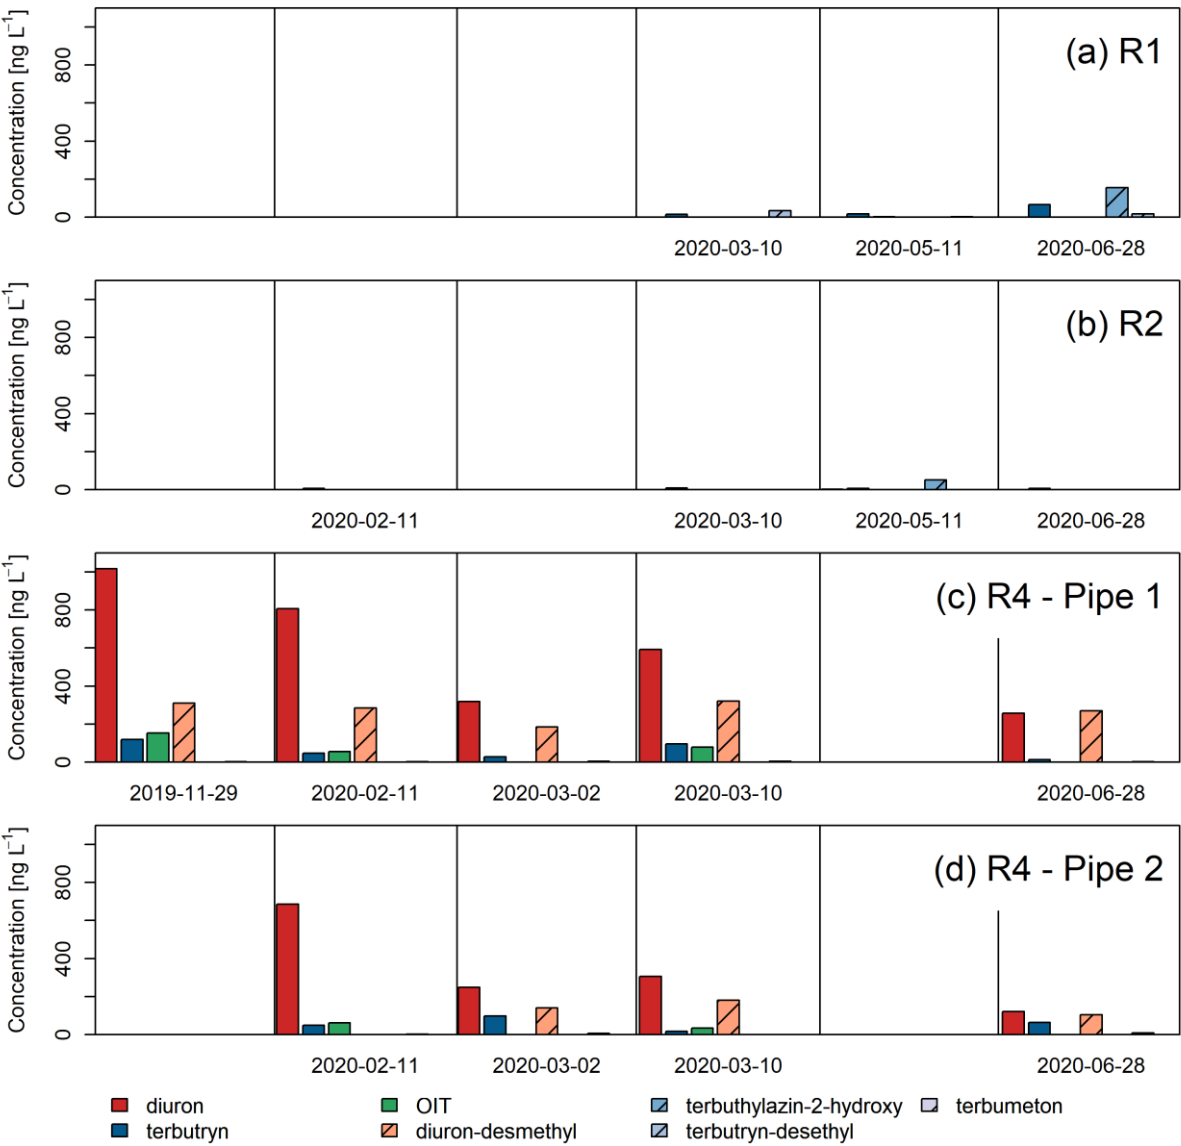 Concentration [ng L⁻¹]
800
400
0
(a) R1
2020-03-10 2020-05-11 2020-06-28
Concentration [ng L⁻¹]
800
400
0
(b) R2
2020-02-11 2020-03-10 2020-05-11 2020-06-28
Concentration [ng L⁻¹]
800
400
0
(c) R4 - Pipe 1
2019-11-29 2020-02-11 2020-03-02 2020-03-10 2020-06-28
Concentration [ng L⁻¹]
800
400
0
(d) R4 - Pipe 2
2020-02-11 2020-03-02 2020-03-10 2020-06-28
diuron OIT terbuthylazin-2-hydroxy terbumeton
terbutryn diuron-desmethyl terbutryn-desethyl